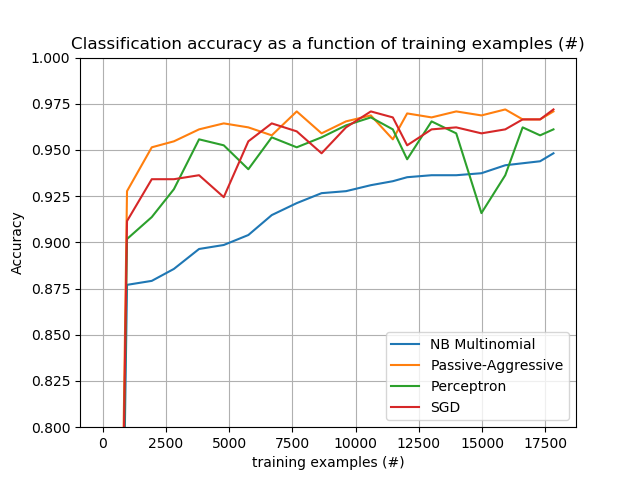 Classification accuracy as a function of training examples (#)
1.000
0.975
0.950
0.925
0.900
0.875
0.850
0.825
0.800
Accuracy
NB Multinomial
Passive-Aggressive
Perceptron
SGD
0 2500 5000 7500 10000 12500 15000 17500
training examples (#)